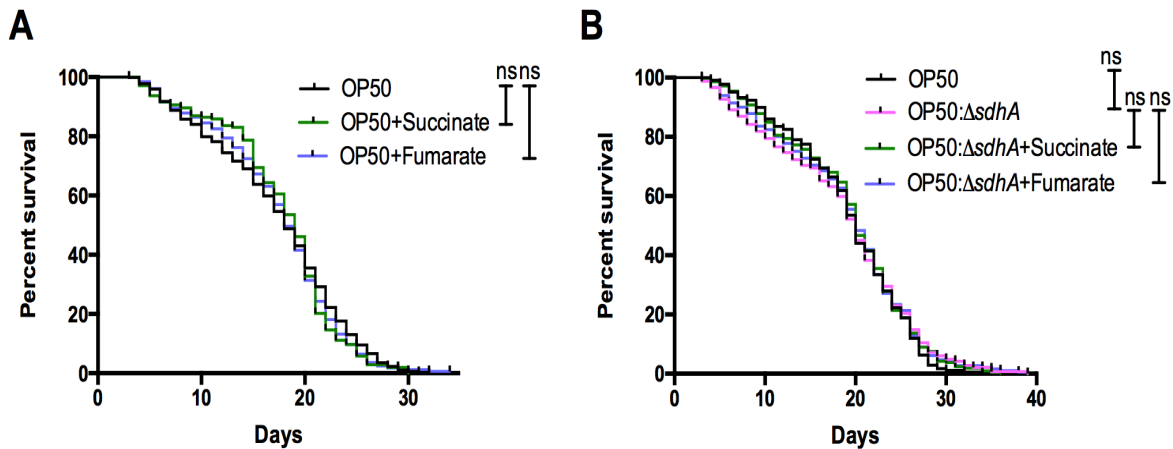 A
ns ns
OP50
OP50+Succinate
OP50+Fumarate
Percent survival
100
80
60
40
20
0
0 10 20 30
Days
B
ns
ns ns
OP50
OP50:ΔsdhA
OP50:ΔsdhA+Succinate
OP50:ΔsdhA+Fumarate
Percent survival
100
80
60
40
20
0
0 10 20 30 40
Days